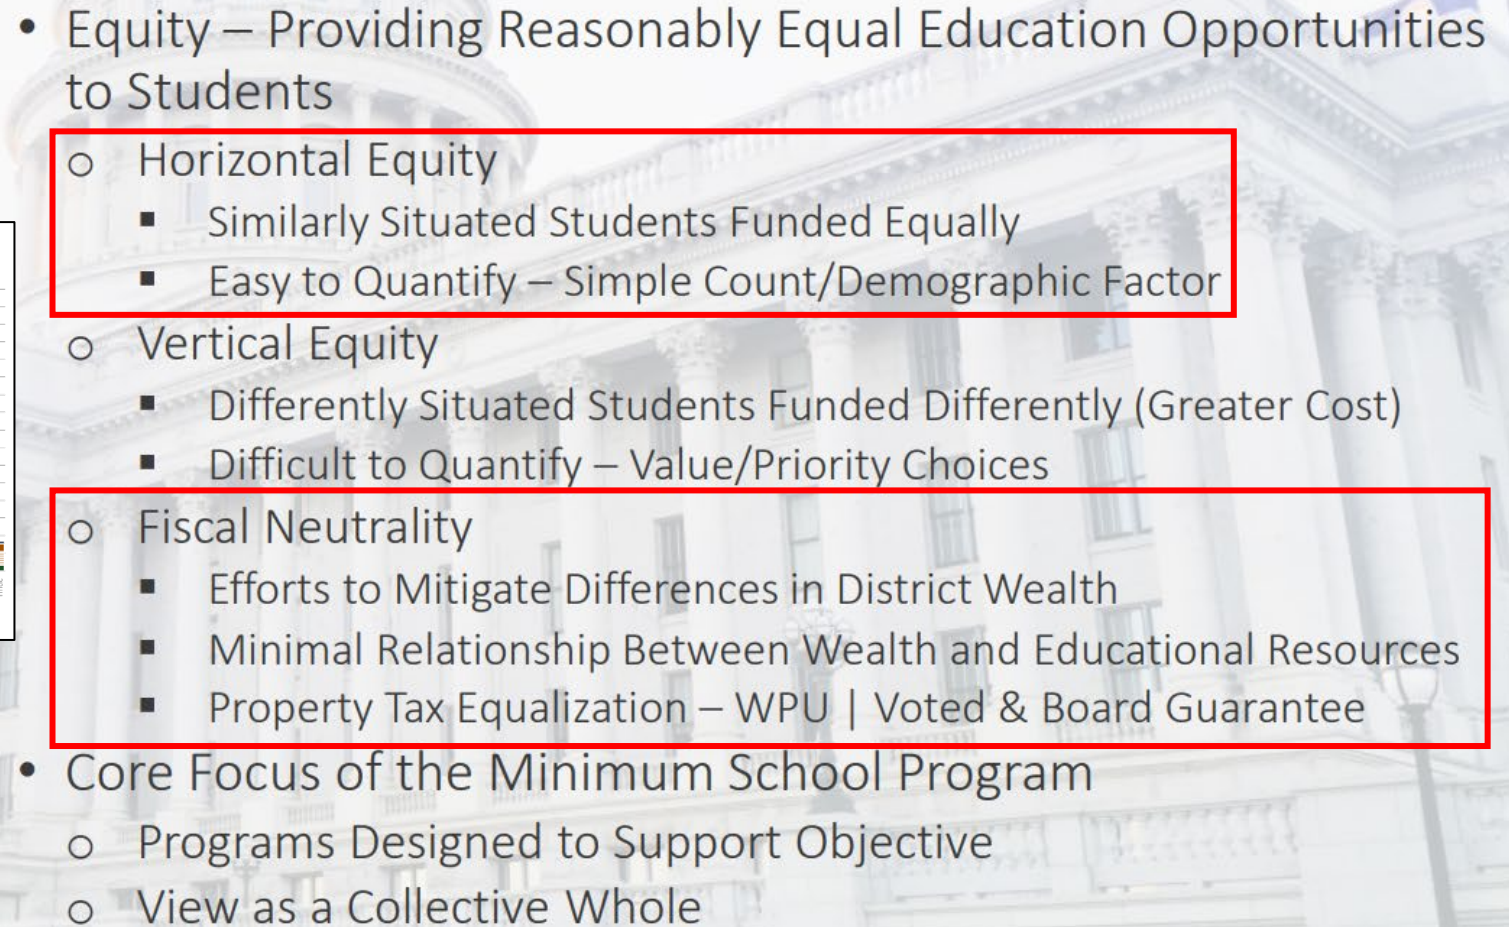 • Equity – Providing Reasonably Equal Education Opportunities
to Students
o Horizontal Equity
▪ Similarly Situated Students Funded Equally
▪ Easy to Quantify – Simple Count/Demographic Factor
o Vertical Equity
▪ Differently Situated Students Funded Differently (Greater Cost)
▪ Difficult to Quantify – Value/Priority Choices
o Fiscal Neutrality
▪ Efforts to Mitigate Differences in District Wealth
▪ Minimal Relationship Between Wealth and Educational Resources
▪ Property Tax Equalization – WPU | Voted & Board Guarantee
• Core Focus of the Minimum School Program
o Programs Designed to Support Objective
o View as a Collective Whole